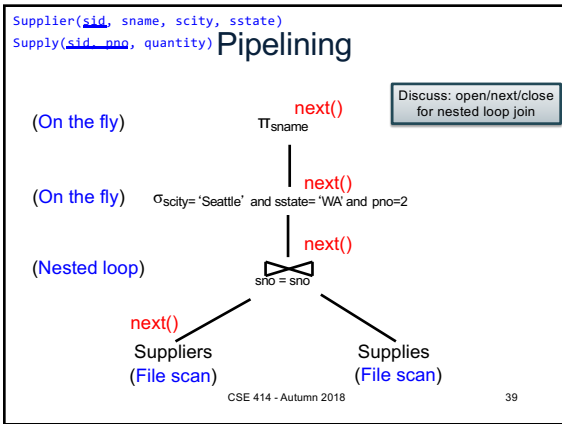 Supplier(sid, sname, scity, sstate)
Supply(sid, pno, quantity)
Pipelining
Discuss: open/next/close
for nested loop join
next()
(On the fly)
πsname
next()
(On the fly)
σscity= 'Seattle' and sstate= 'WA' and pno=2
next()
(Nested loop)
sno = sno
next()
Suppliers
(File scan)
Supplies
(File scan)
CSE 414 - Autumn 2018
39